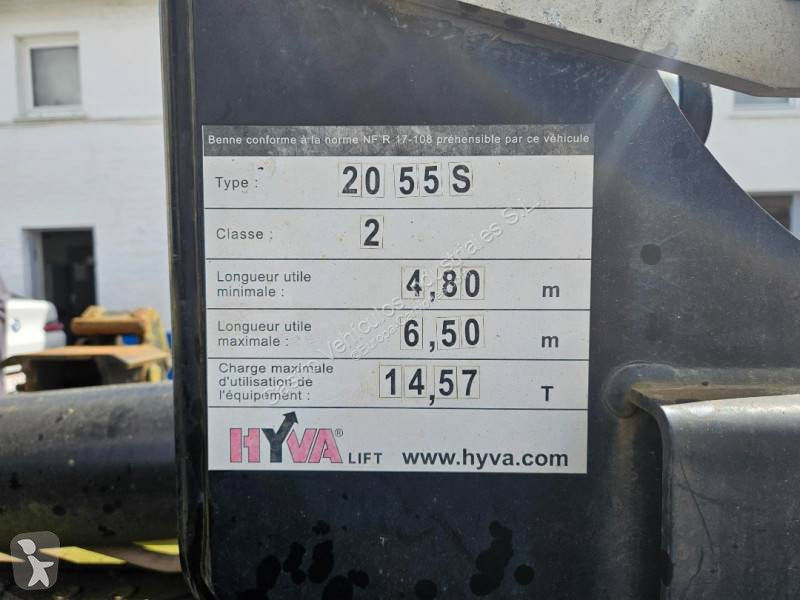 Benne conforme à la norme NF R 17-108 préhensible par ce véhicule
Type : 20 55 S
Classe : 2
Longueur utile
minimale : 4,80 m
Longueur utile
maximale : 6,50 m
Charge maximale
d'utilisation de
l'équipement : 14,57 T
HYVA® LIFT www.hyva.com